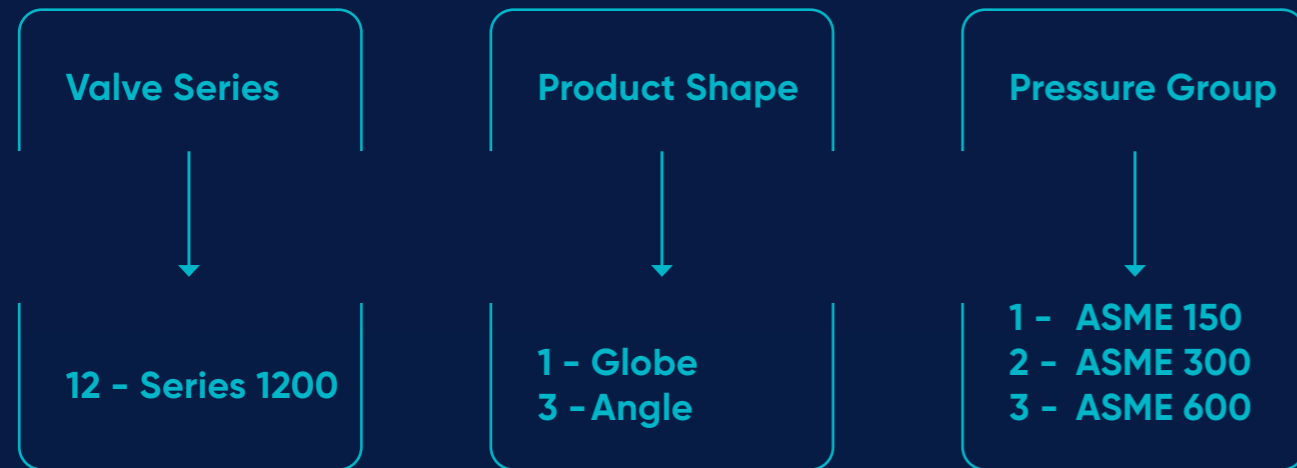 Valve Series
Product Shape
Pressure Group
12 - Series 1200
1 - Globe
3 - Angle
1 - ASME 150
2 - ASME 300
3 - ASME 600